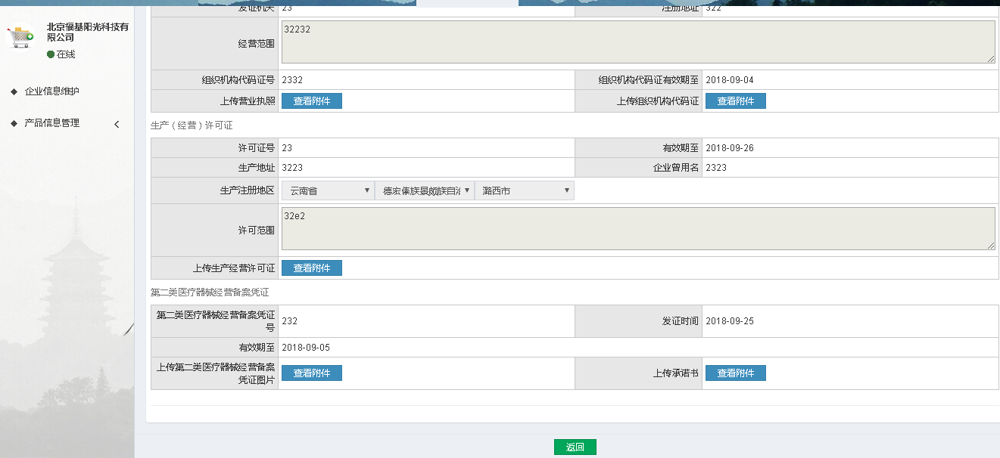 发证机关 23 注册地址 322
北京福基阳光科技有
限公司
在线
企业信息维护
产品信息管理
经营范围 32232
组织机构代码证号 2332 组织机构代码证有效期至 2018-09-04
上传营业执照 查看附件 上传组织机构代码证 查看附件
生产（经营）许可证
许可证号 23 有效期至 2018-09-26
生产地址 3223 企业曾用名 2323
生产注册地区 云南省 德宏傣族景颇族自治 潞西市
许可范围 32e2
上传生产经营许可证 查看附件
第二类医疗器械经营备案凭证
第二类医疗器械经营备案凭证
号 232 发证时间 2018-09-25
有效期至 2018-09-05
上传第二类医疗器械经营备案
凭证图片 查看附件 上传承诺书 查看附件
返回